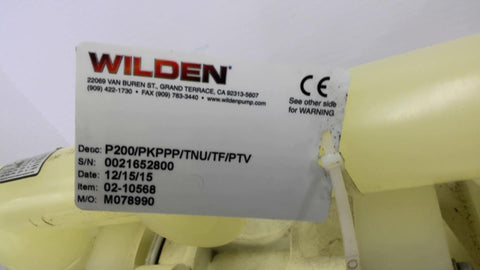 WILDEN
22069 VAN BUREN ST., GRAND TERRACE, CA 92313-5607
(909) 422-1730 • FAX (909) 783-3440 • www.wildenpump.com
CE
See other side
for WARNING
Desc: P200/PKPPP/TNU/TF/PTV
S/N: 0021652800
Date: 12/15/15
Item: 02-10568
M/O: M078990